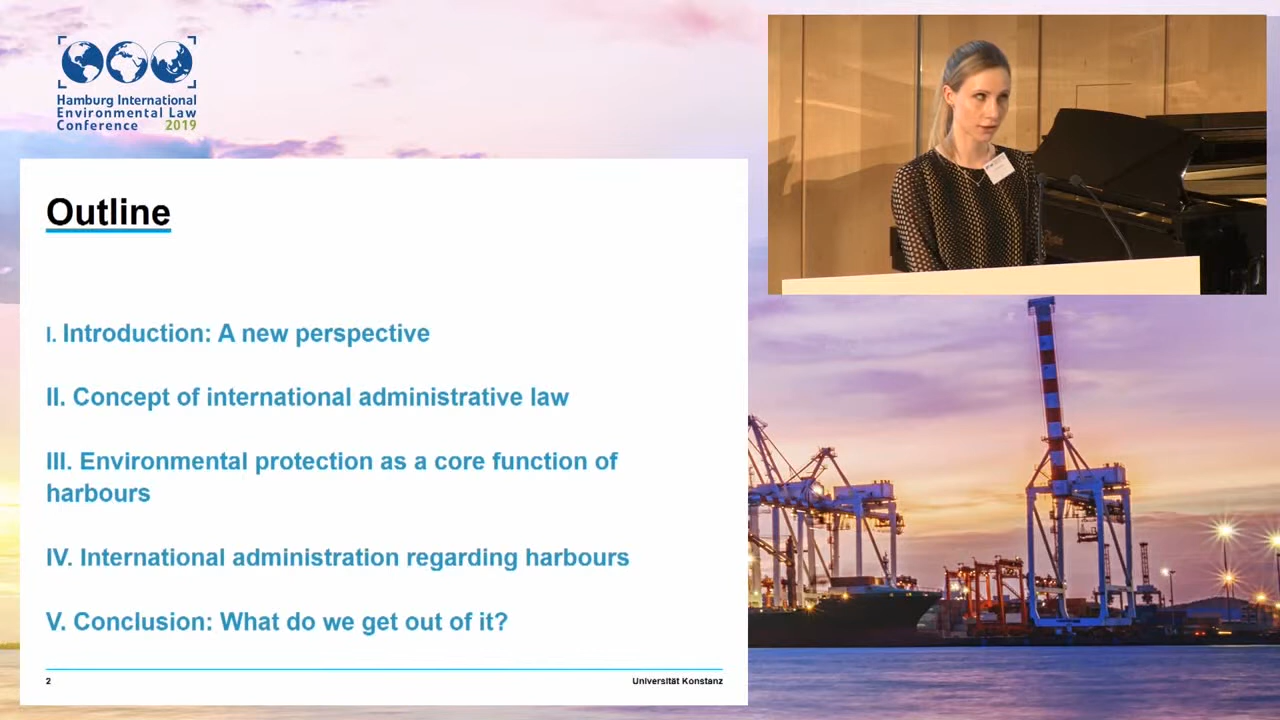 Hamburg International
Environmental Law
Conference 2019
Outline
I. Introduction: A new perspective
II. Concept of international administrative law
III. Environmental protection as a core function of
harbours
IV. International administration regarding harbours
V. Conclusion: What do we get out of it?
2
Universität Konstanz